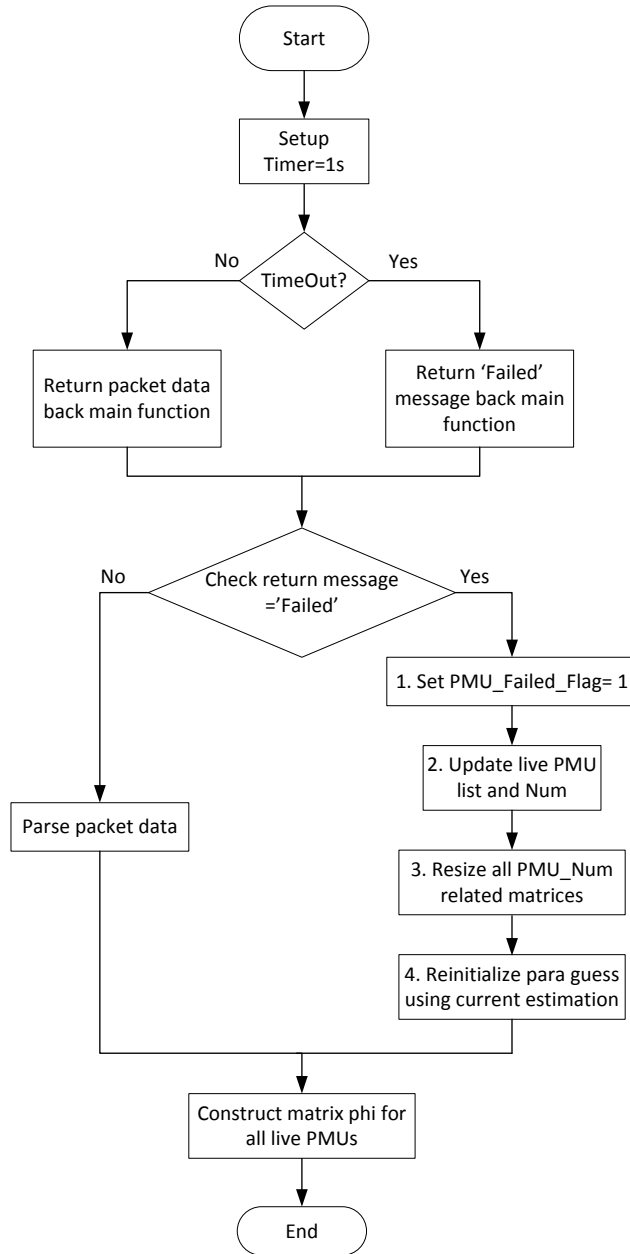 Start
Setup
Timer=1s
No
TimeOut?
Yes
Return packet data
back main function
Return ‘Failed’
message back main
function
No
Check return message
=’Failed’
Yes
1. Set PMU_Failed_Flag= 1
2. Update live PMU
list and Num
Parse packet data
3. Resize all PMU_Num
related matrices
4. Reinitialize para guess
using current estimation
Construct matrix phi for
all live PMUs
End